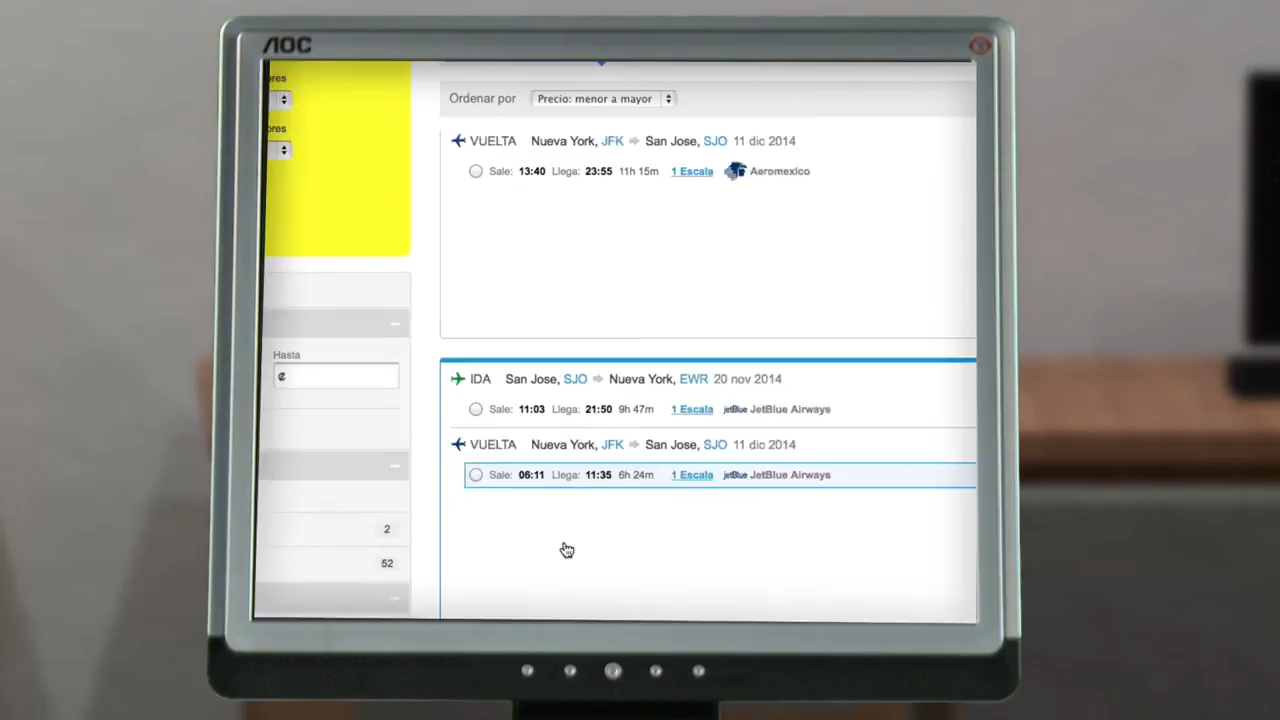 AOC
ores
ores
Ordenar por Precio: menor a mayor
VUELTA Nueva York, JFK San Jose, SJO 11 dic 2014
Sale: 13:40 Llega: 23:55 11h 15m 1 Escala Aeromexico
Hasta
₡
IDA San Jose, SJO Nueva York, EWR 20 nov 2014
Sale: 11:03 Llega: 21:50 9h 47m 1 Escala jetBlue JetBlue Airways
VUELTA Nueva York, JFK San Jose, SJO 11 dic 2014
Sale: 06:11 Llega: 11:35 6h 24m 1 Escala jetBlue JetBlue Airways
2
52